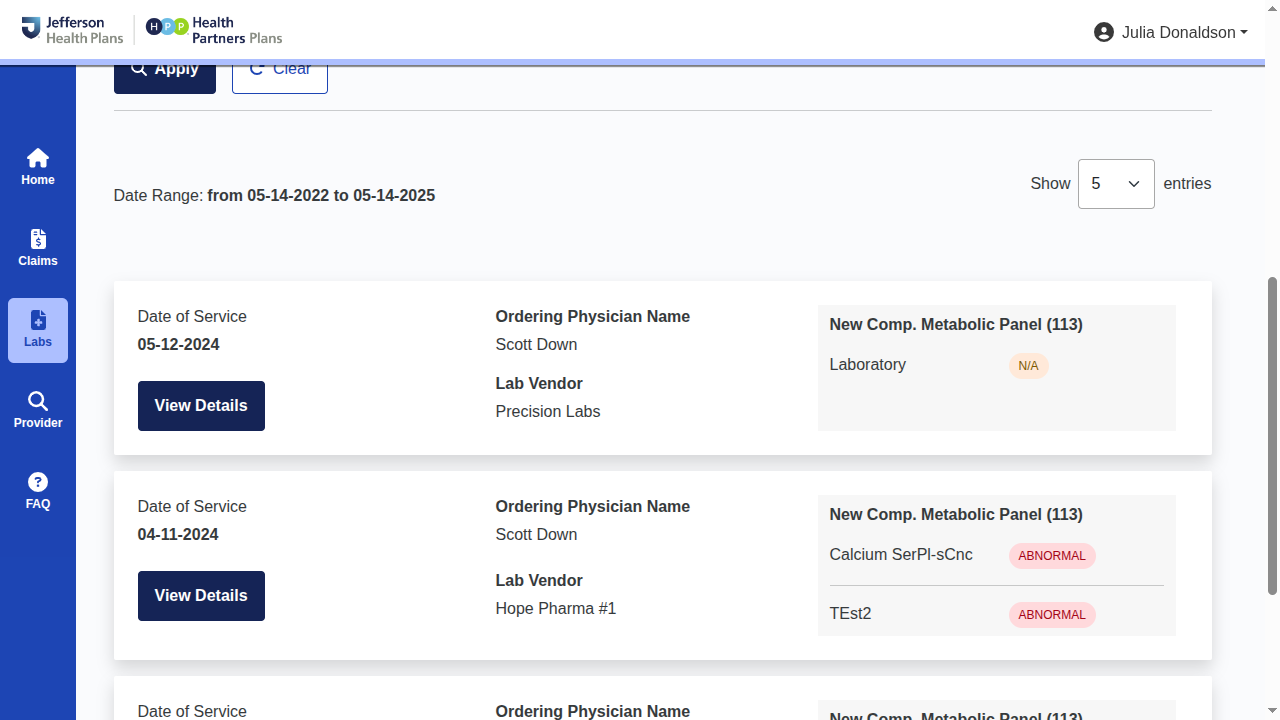 Jefferson
Health Plans
H P P
Health
Partners Plans
Julia Donaldson
Apply
Clear
Home
Claims
Labs
Provider
FAQ
Date Range: from 05-14-2022 to 05-14-2025
Show 5 entries
Date of Service
05-12-2024
View Details
Ordering Physician Name
Scott Down
Lab Vendor
Precision Labs
New Comp. Metabolic Panel (113)
Laboratory N/A
Date of Service
04-11-2024
View Details
Ordering Physician Name
Scott Down
Lab Vendor
Hope Pharma #1
New Comp. Metabolic Panel (113)
Calcium SerPl-sCnc ABNORMAL
TEst2 ABNORMAL
Date of Service
Ordering Physician Name
New Comp. Metabolic Panel (113)